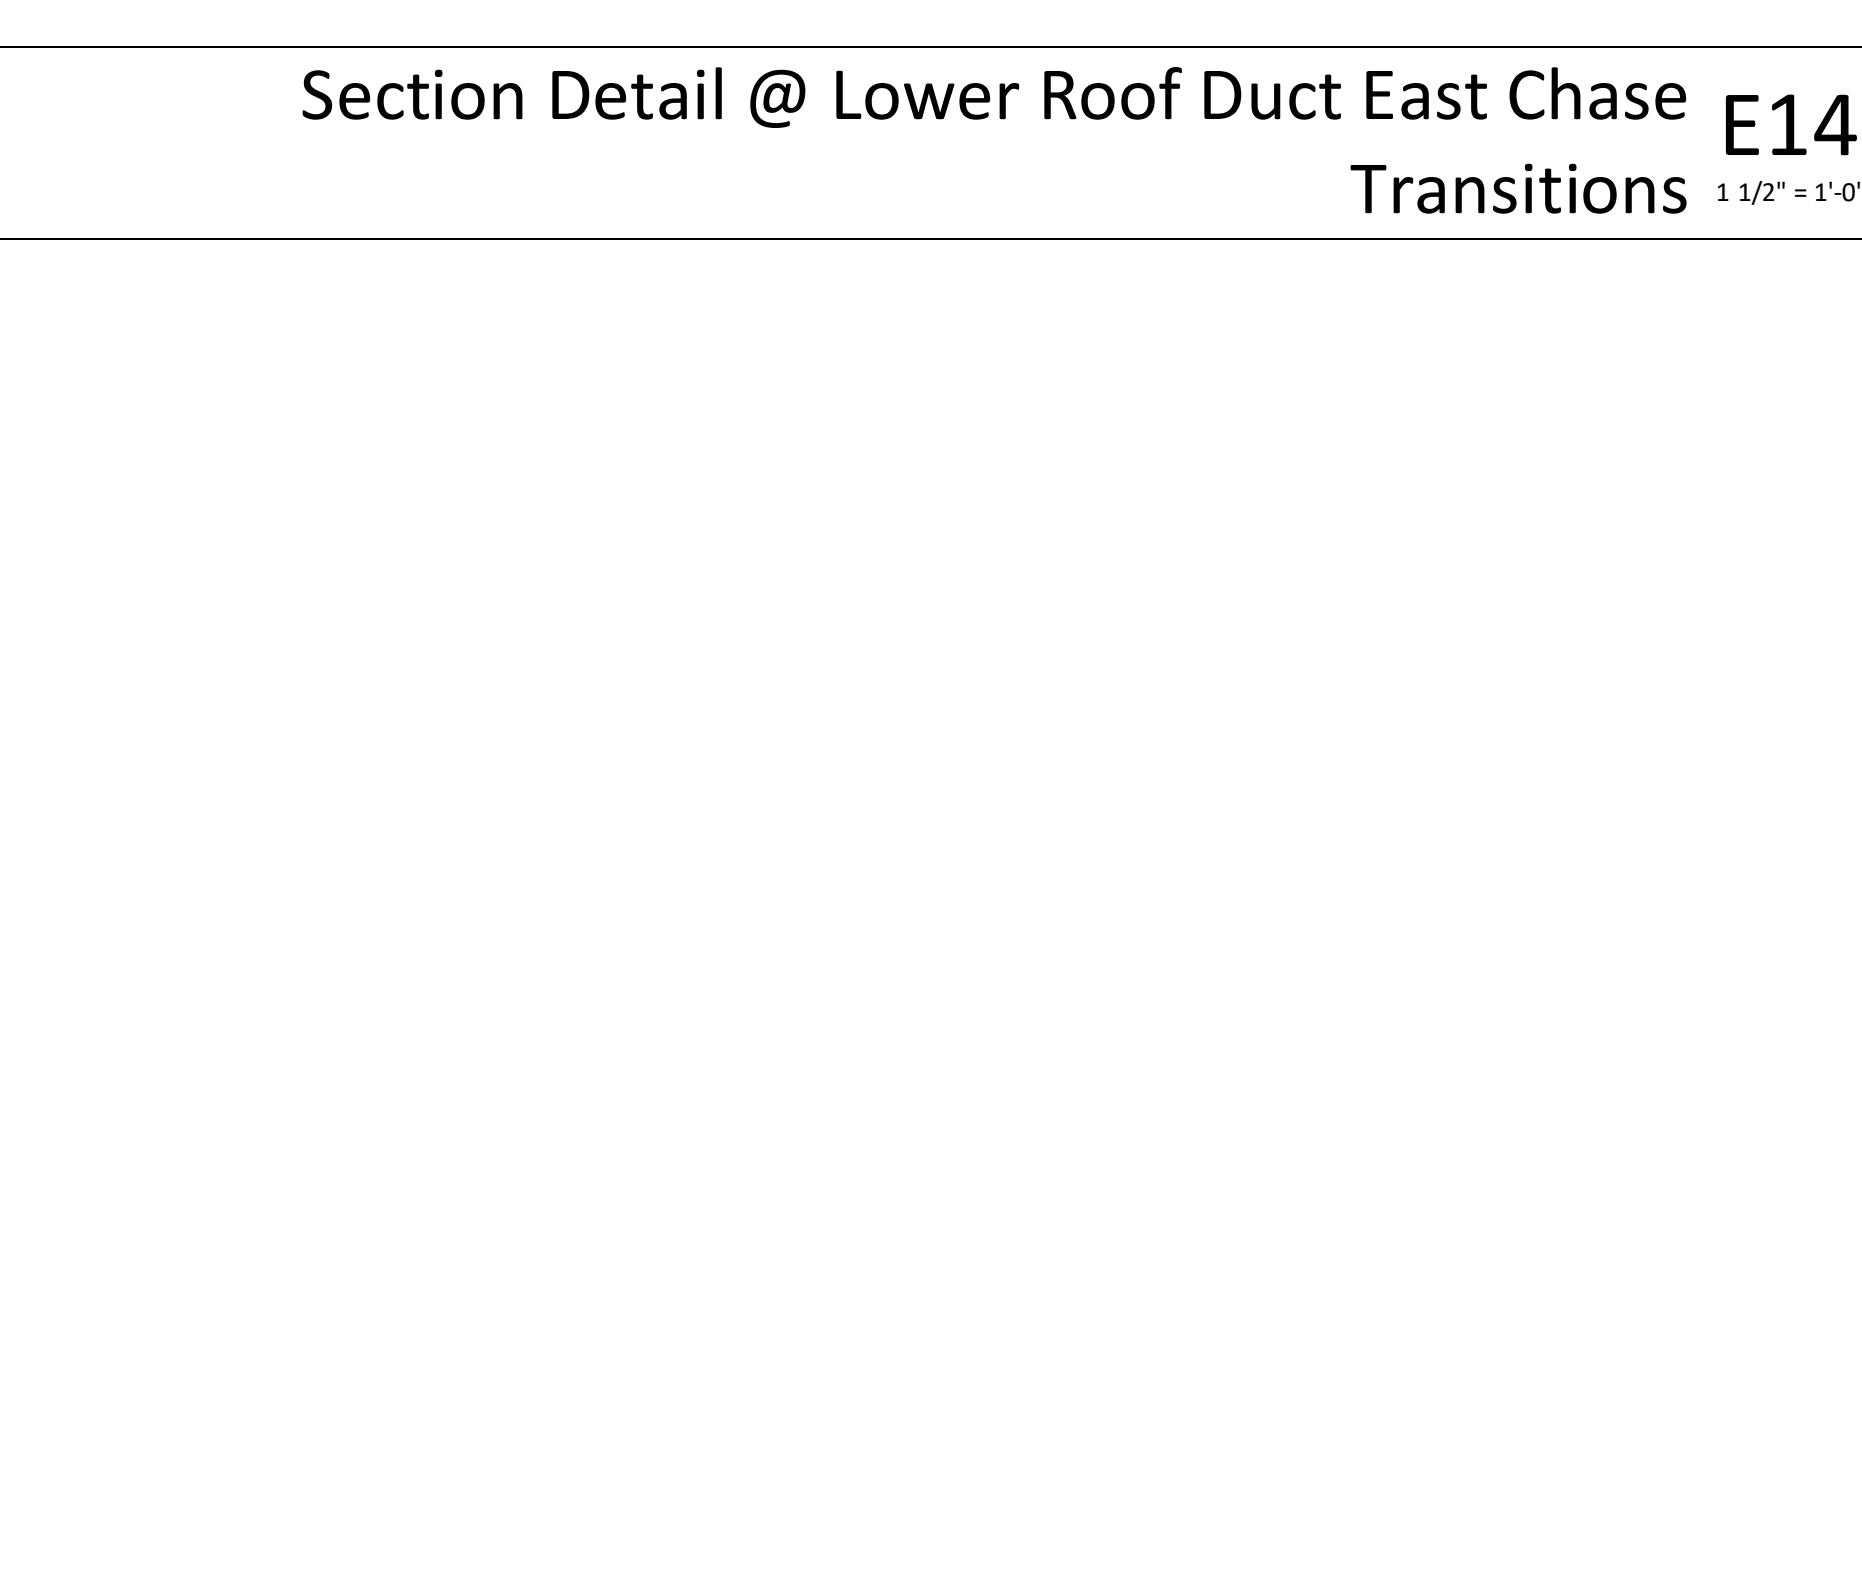 Section Detail @ Lower Roof Duct East Chase
Transitions
E14
1 1/2" = 1'-0'